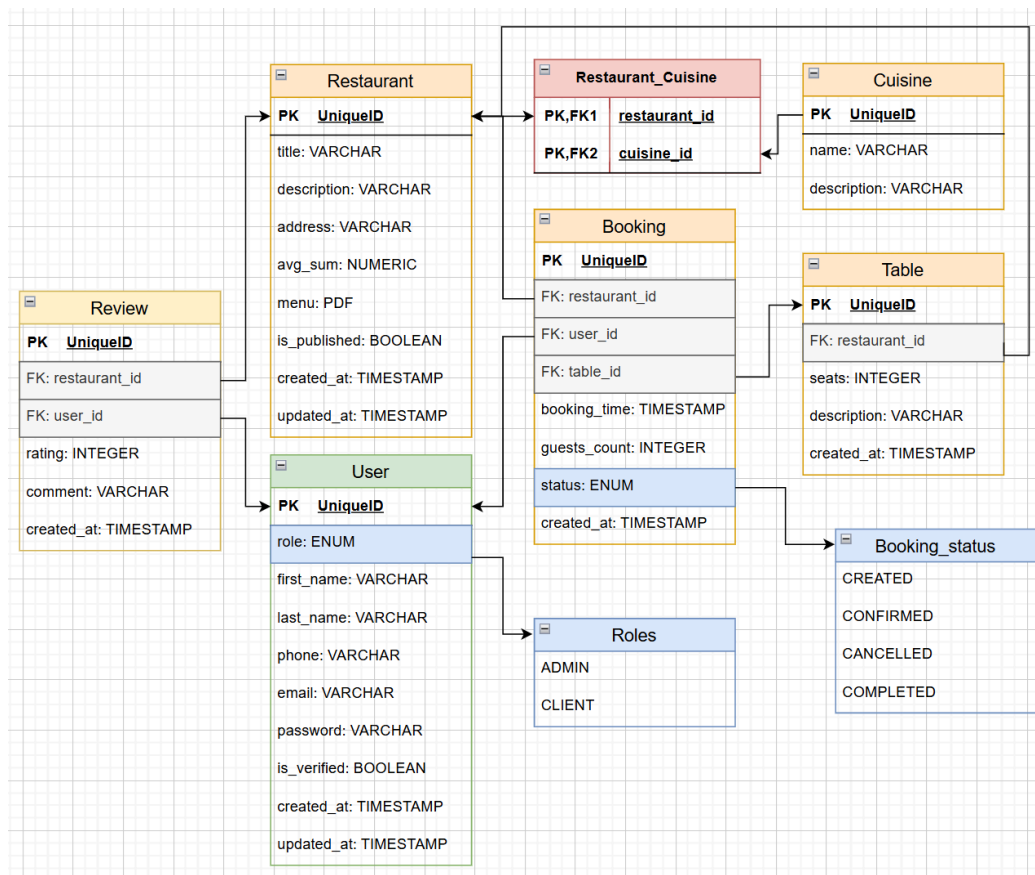 Restaurant
PK UniqueID
title: VARCHAR
description: VARCHAR
address: VARCHAR
avg_sum: NUMERIC
menu: PDF
is_published: BOOLEAN
created_at: TIMESTAMP
updated_at: TIMESTAMP
Restaurant_Cuisine
PK,FK1 restaurant_id
PK,FK2 cuisine_id
Cuisine
PK UniqueID
name: VARCHAR
description: VARCHAR
Booking
PK UniqueID
FK: restaurant_id
FK: user_id
FK: table_id
booking_time: TIMESTAMP
guests_count: INTEGER
status: ENUM
created_at: TIMESTAMP
Table
PK UniqueID
FK: restaurant_id
seats: INTEGER
description: VARCHAR
created_at: TIMESTAMP
Review
PK UniqueID
FK: restaurant_id
FK: user_id
rating: INTEGER
comment: VARCHAR
created_at: TIMESTAMP
User
PK UniqueID
role: ENUM
first_name: VARCHAR
last_name: VARCHAR
phone: VARCHAR
email: VARCHAR
password: VARCHAR
is_verified: BOOLEAN
created_at: TIMESTAMP
updated_at: TIMESTAMP
Roles
ADMIN
CLIENT
Booking_status
CREATED
CONFIRMED
CANCELLED
COMPLETED